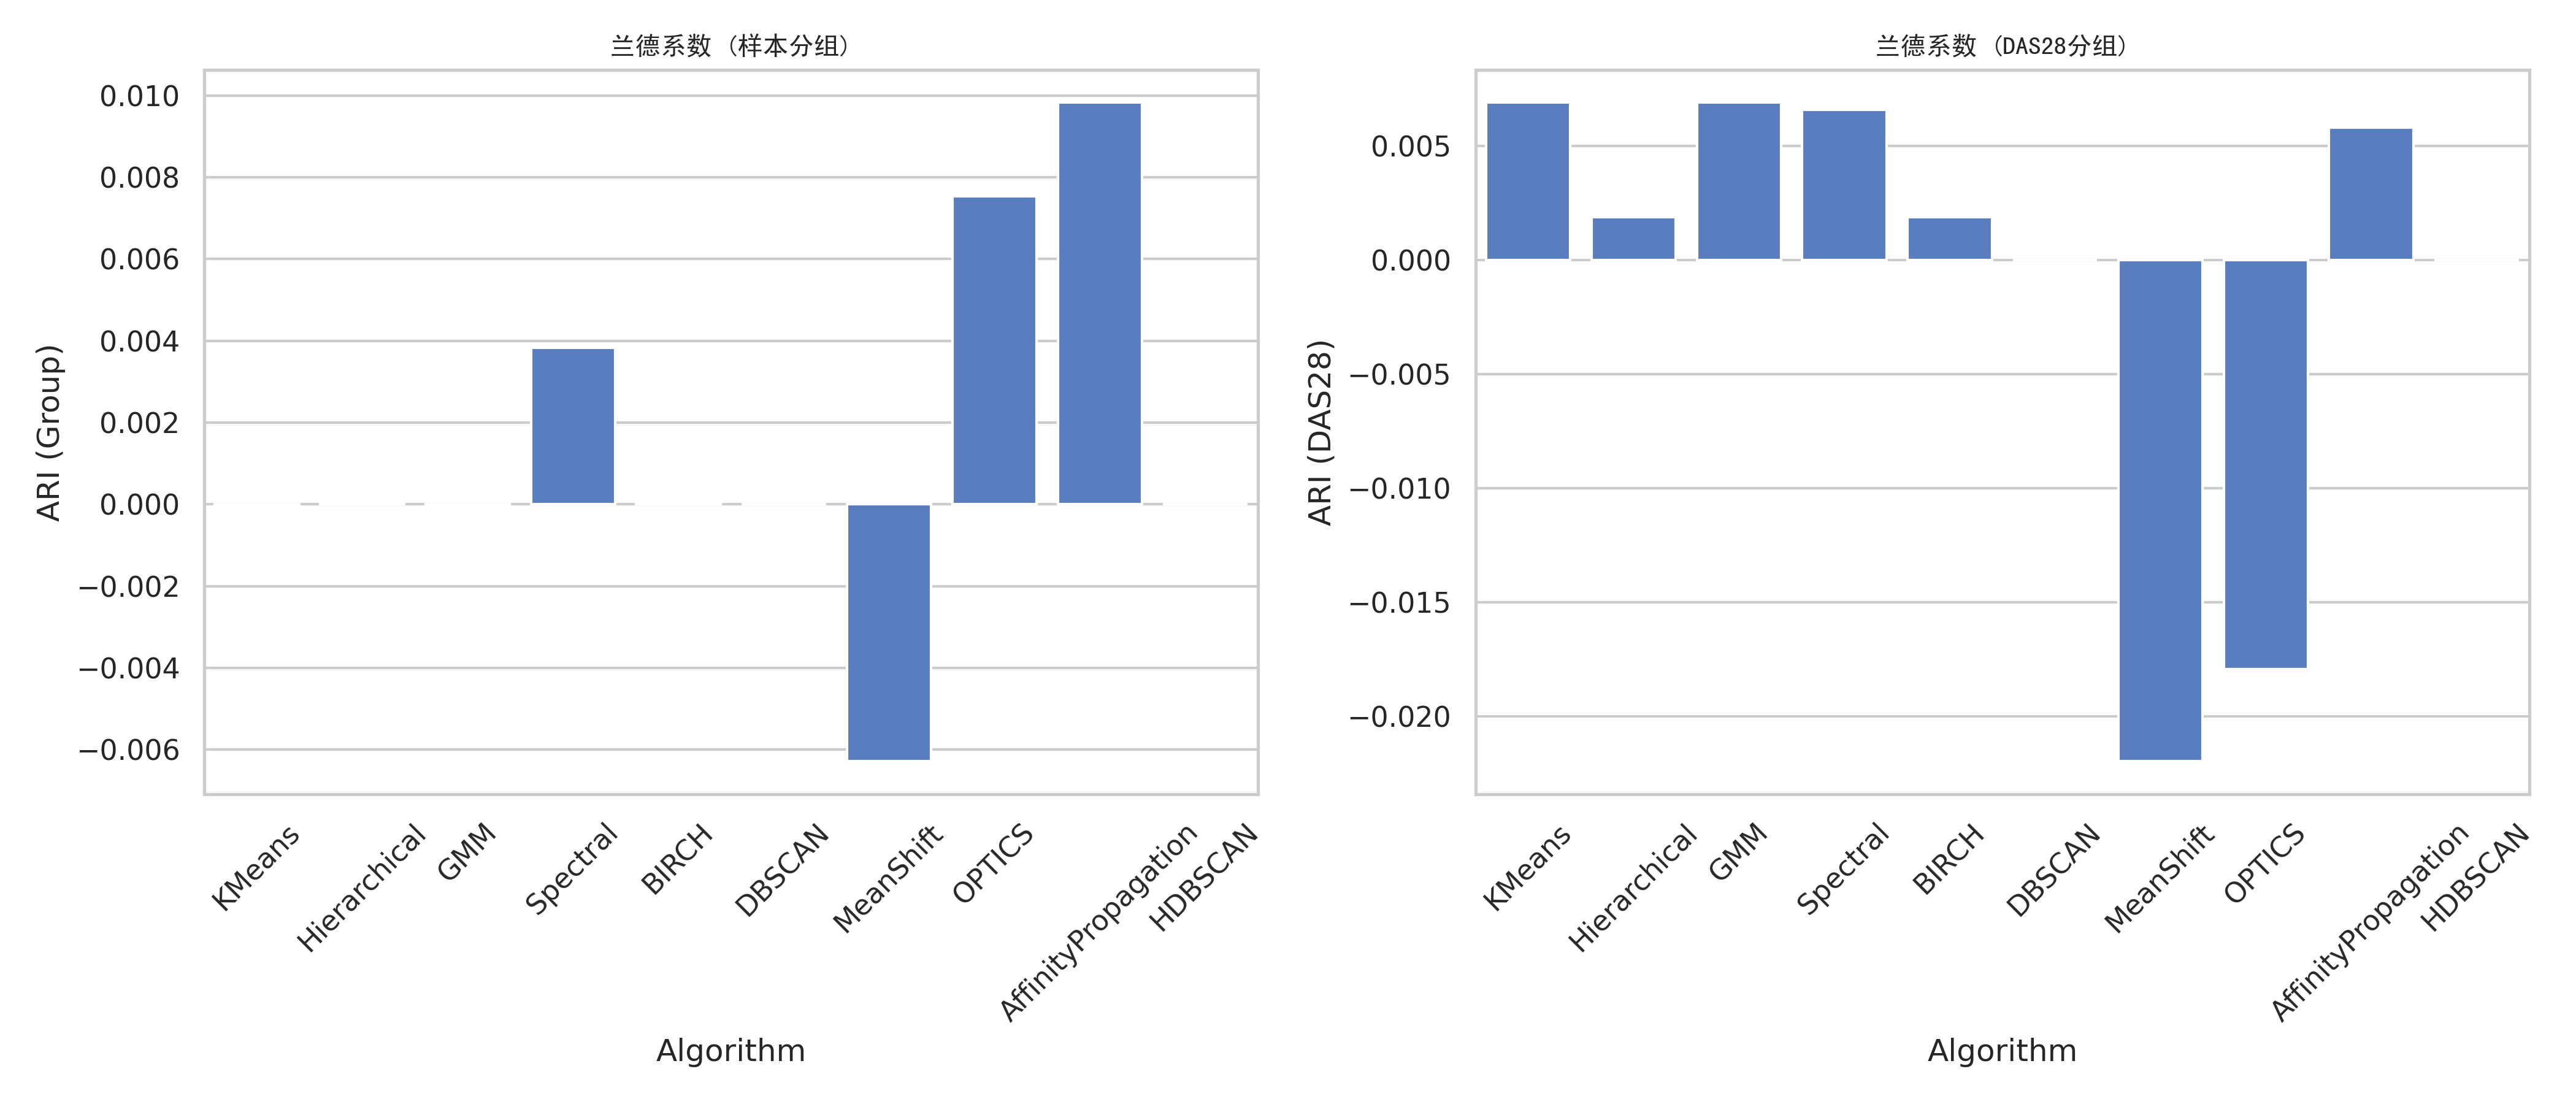 兰德系数 (样本分组)
ARI (Group)
0.010
0.008
0.006
0.004
0.002
0.000
−0.002
−0.004
−0.006
KMeans
Hierarchical
GMM
Spectral
BIRCH
DBSCAN
MeanShift
OPTICS
AffinityPropagation
HDBSCAN
Algorithm
兰德系数 (DAS28分组)
ARI (DAS28)
0.005
0.000
−0.005
−0.010
−0.015
−0.020
KMeans
Hierarchical
GMM
Spectral
BIRCH
DBSCAN
MeanShift
OPTICS
AffinityPropagation
HDBSCAN
Algorithm